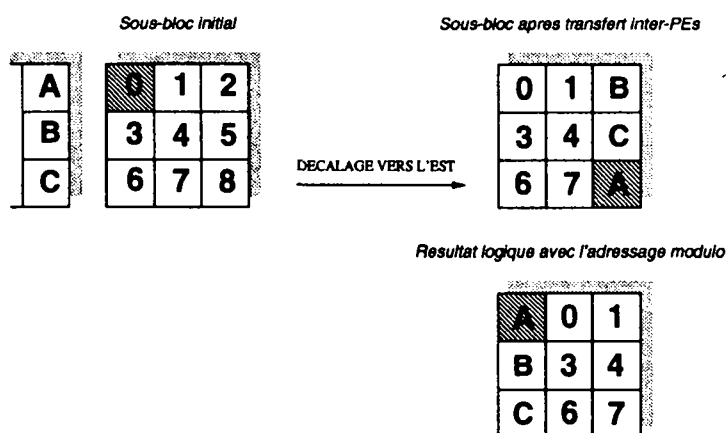 Sous-bloc initial
Sous-bloc apres transfert inter-PEs
A 0 1 2
B 3 4 5
C 6 7 8
DECALAGE VERS L'EST
0 1 B
3 4 C
6 7 A
Resultat logique avec l'adressage modulo
A 0 1
B 3 4
C 6 7